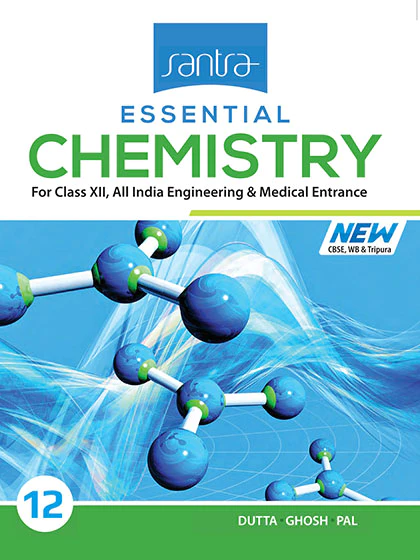 santra
ESSENTIAL
CHEMISTRY
For Class XII, All India Engineering & Medical Entrance
NEW
CBSE, WB & Tripura
12
DUTTA • GHOSH • PAL